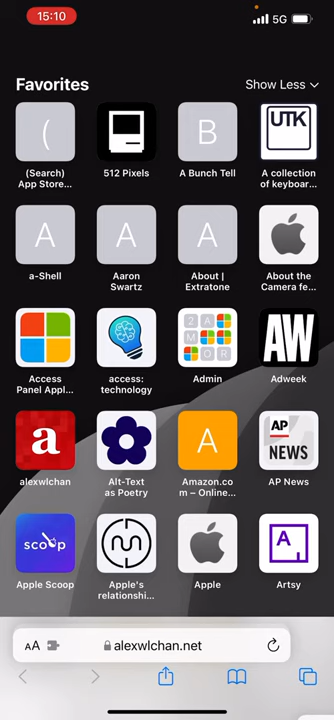 15:10
5G
Favorites
Show Less
(
UTK
B
(Search)
App Store...
512 Pixels
A Bunch Tell
A collection
of keyboar...
A
A
A
a-Shell
Aaron
Swartz
About |
Extratone
About the
Camera fe...
2 A
M
M O R
AW
Access
Panel Appl...
access:
technology
Admin
Adweek
a
A
AP
NEWS
alexwlchan
Alt-Text
as Poetry
Amazon.co
m – Online...
AP News
scoop
A
Apple Scoop
Apple's
relationshi...
Apple
Artsy
AA
alexwlchan.net